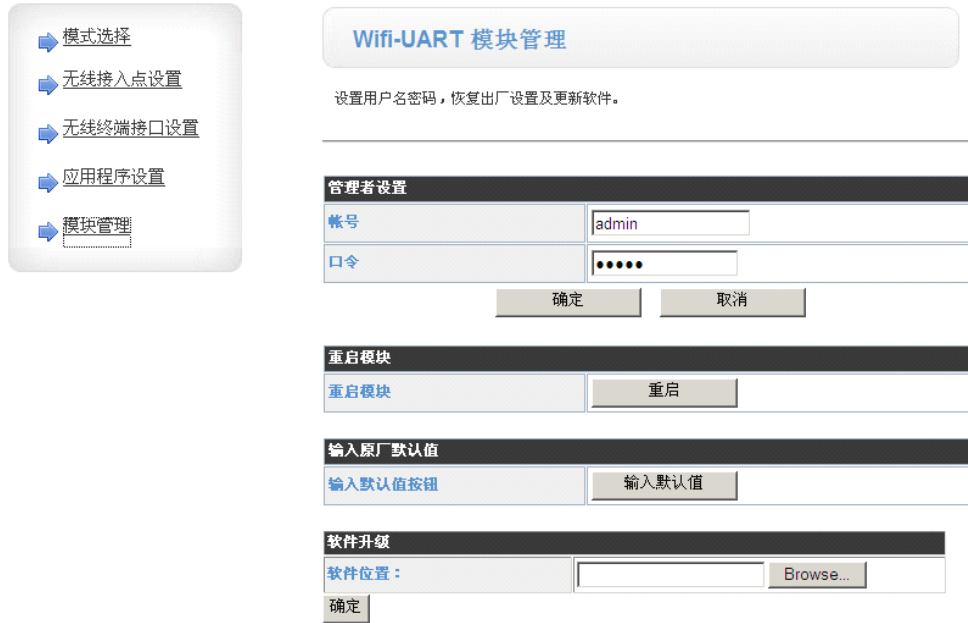 模式选择
无线接入点设置
无线终端接口设置
应用程序设置
模块管理
Wifi-UART 模块管理
设置用户名密码，恢复出厂设置及更新软件。
管理者设置
帐号 admin
口令 •••••
确定 取消
重启模块
重启模块 重启
输入原厂默认值
输入默认值按钮 输入默认值
软件升级
软件位置： Browse...
确定